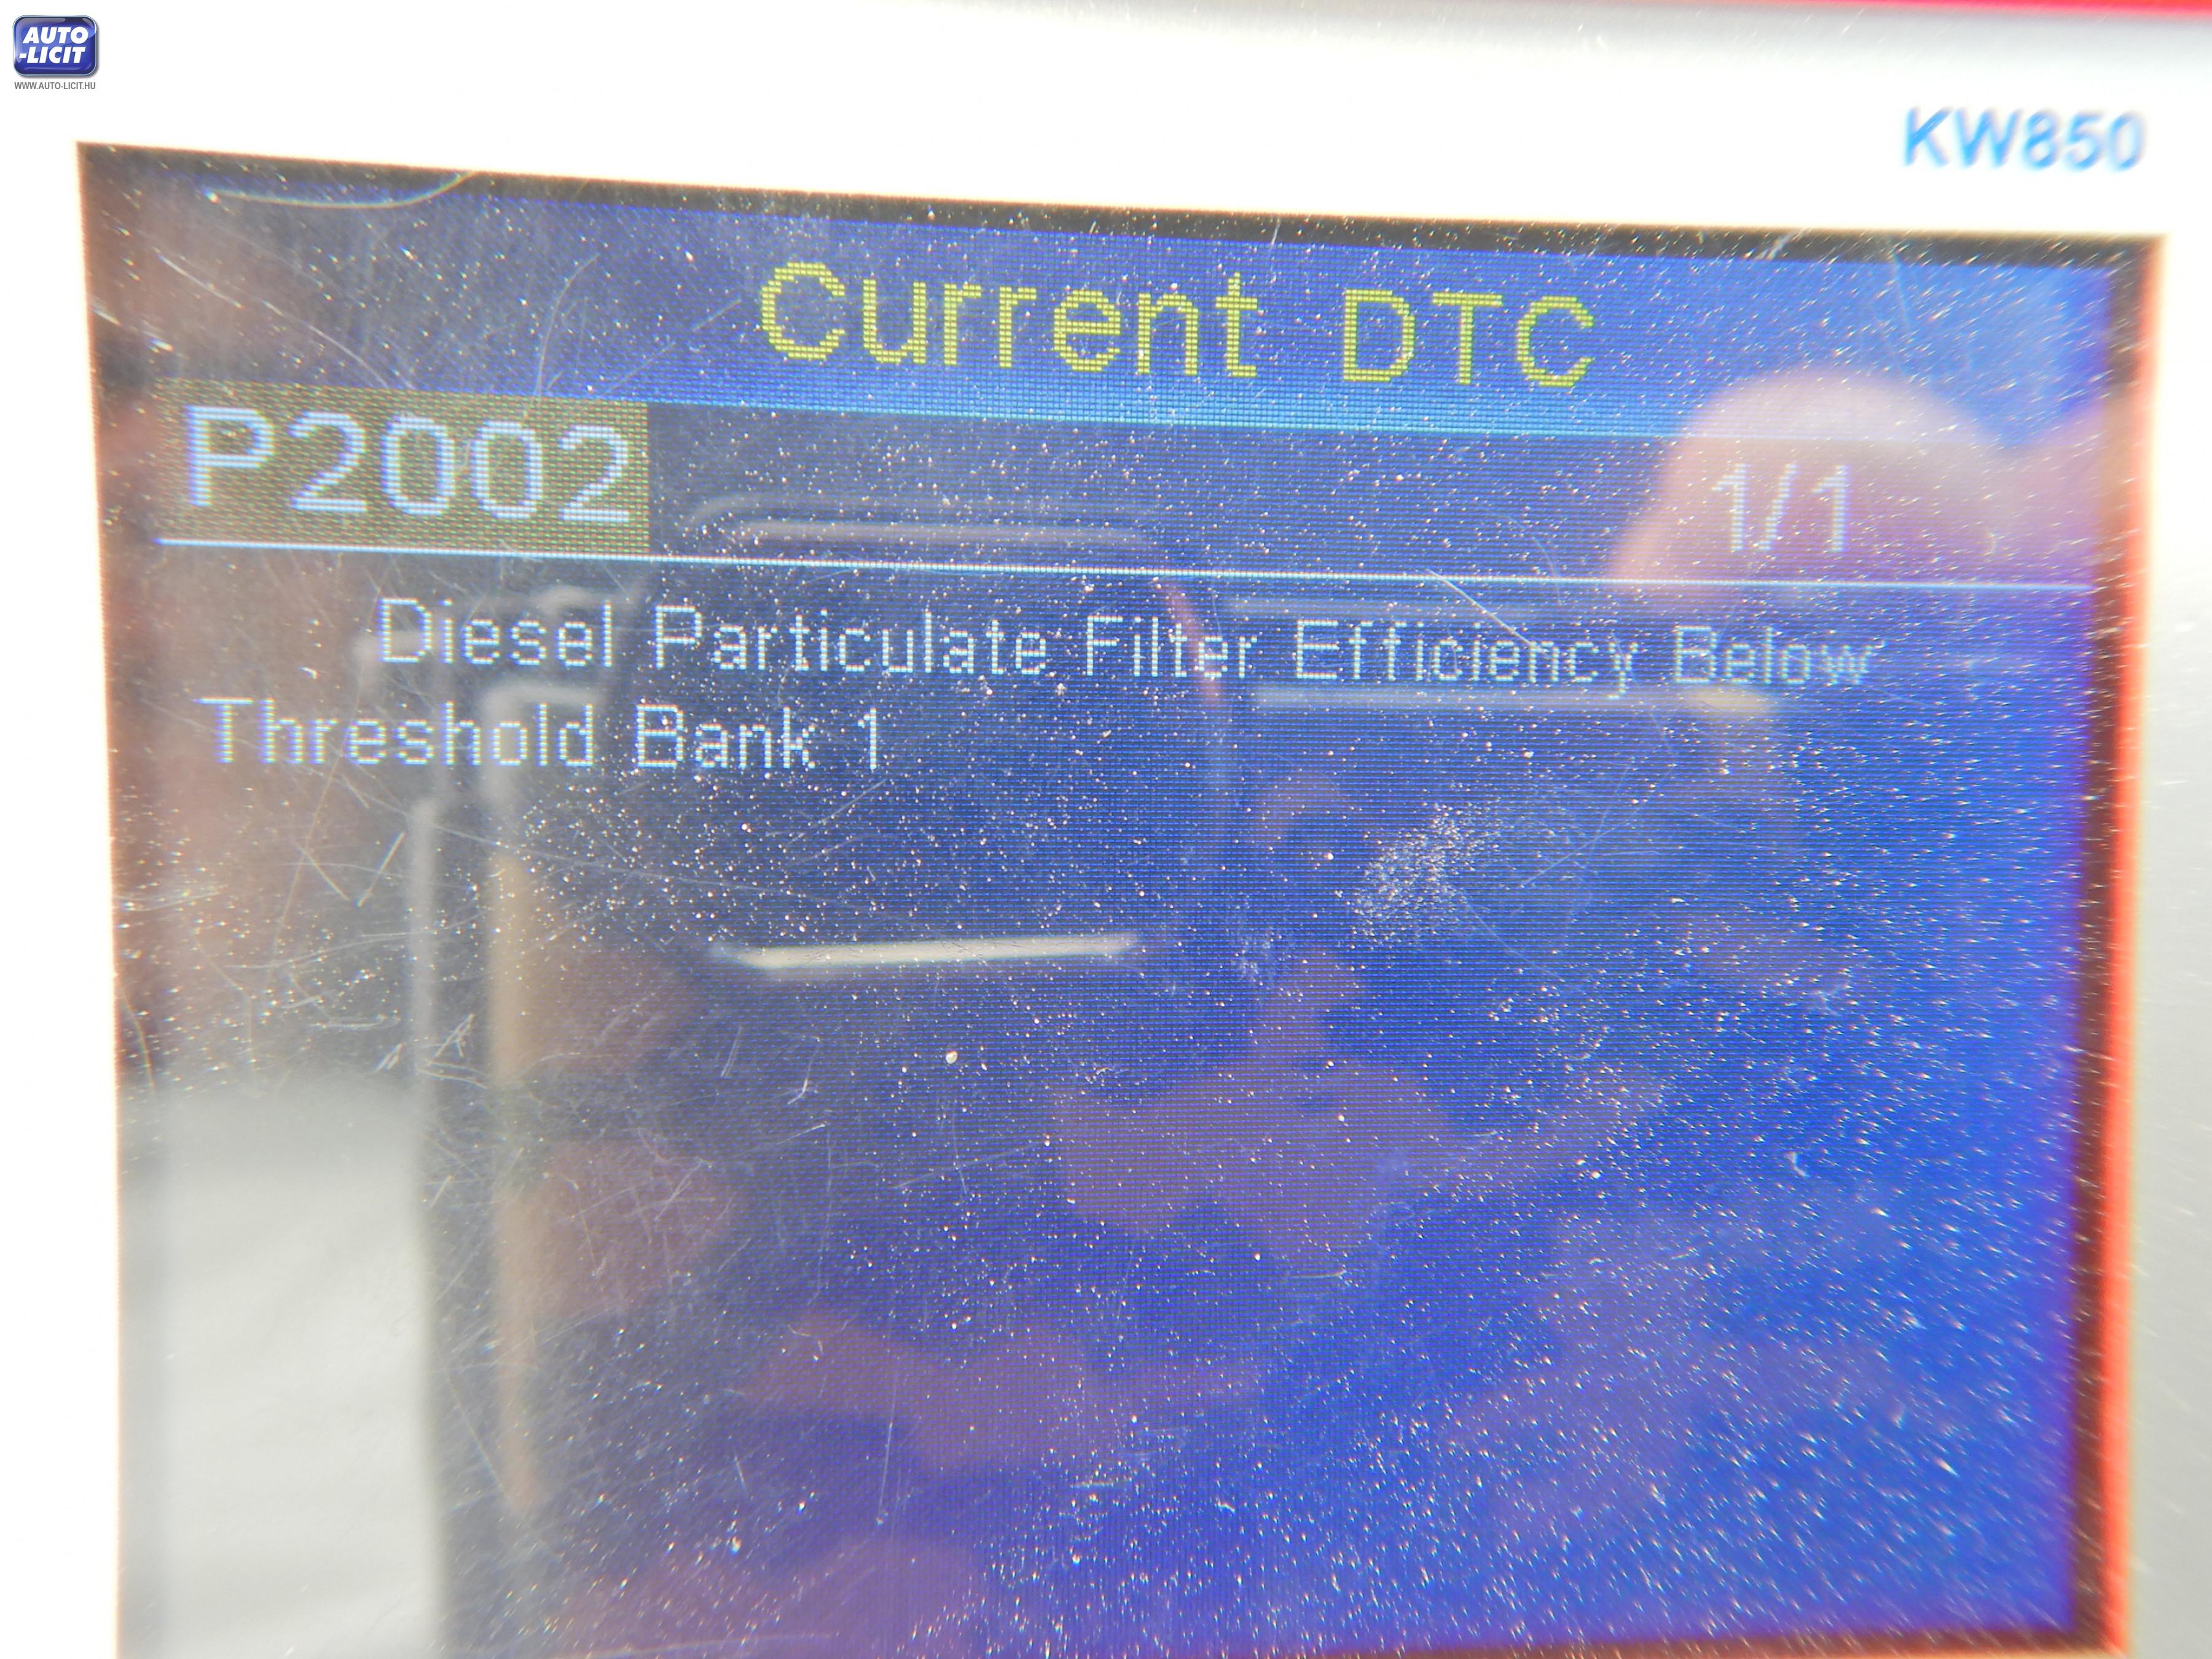 AUTO
-LICIT
WWW.AUTO-LICIT.HU
KW850
Current DTC
P2002 1/1
Diesel Particulate Filter Efficiency Below
Threshold Bank 1